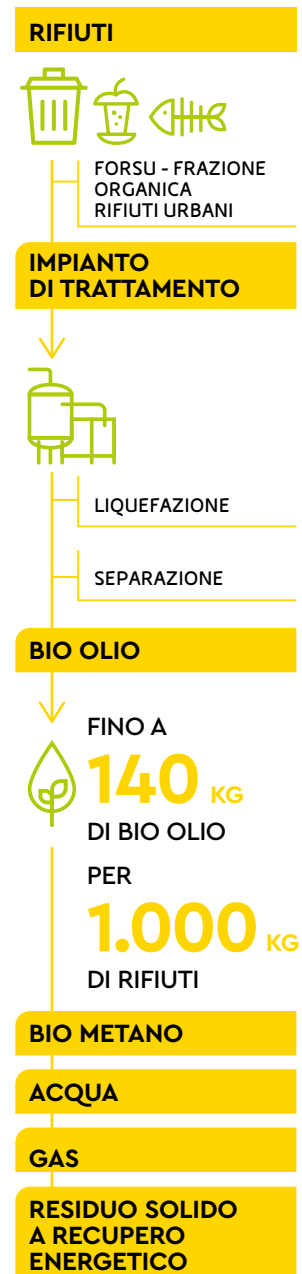 RIFIUTI
FORSU - FRAZIONE
ORGANICA
RIFIUTI URBANI
IMPIANTO
DI TRATTAMENTO
LIQUEFAZIONE
SEPARAZIONE
BIO OLIO
FINO A
140 KG
DI BIO OLIO
PER
1.000 KG
DI RIFIUTI
BIO METANO
ACQUA
GAS
RESIDUO SOLIDO
A RECUPERO
ENERGETICO